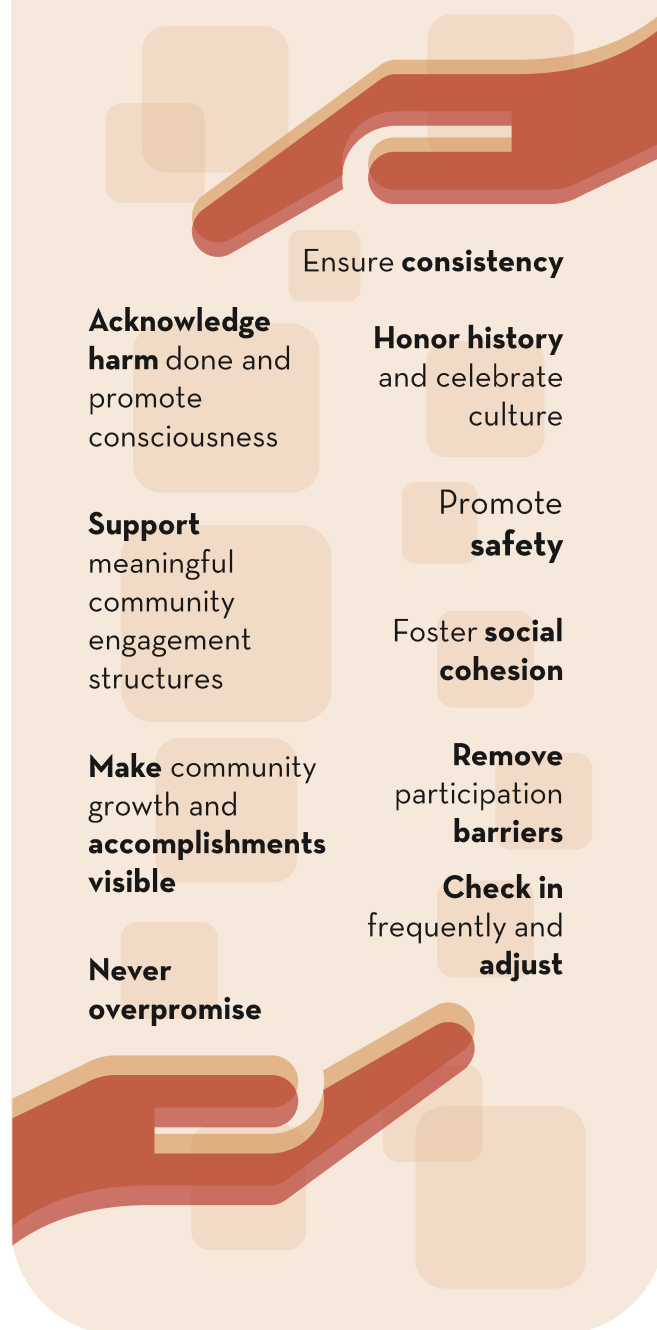 Ensure consistency
Acknowledge
harm done and
promote
consciousness
Honor history
and celebrate
culture
Support
meaningful
community
engagement
structures
Promote
safety
Foster social
cohesion
Make community
growth and
accomplishments
visible
Remove
participation
barriers
Never
overpromise
Check in
frequently and
adjust